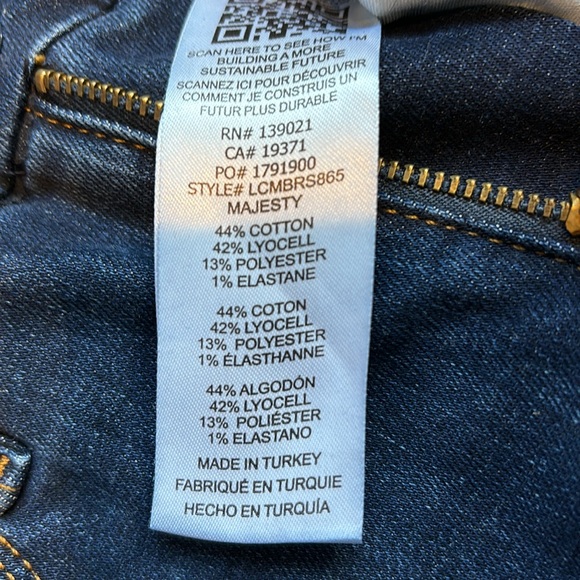 SCAN HERE TO SEE HOW I'M
BUILDING A MORE
SUSTAINABLE FUTURE
SCANNEZ ICI POUR DÉCOUVRIR
COMMENT JE CONSTRUIS UN
FUTUR PLUS DURABLE
RN# 139021
CA# 19371
PO# 1791900
STYLE# LCMBRS865
MAJESTY
44% COTTON
42% LYOCELL
13% POLYESTER
1% ELASTANE
44% COTON
42% LYOCELL
13% POLYESTER
1% ÉLASTHANNE
44% ALGODÓN
42% LYOCELL
13% POLIÉSTER
1% ELASTANO
MADE IN TURKEY
FABRIQUÉ EN TURQUIE
HECHO EN TURQUÍA